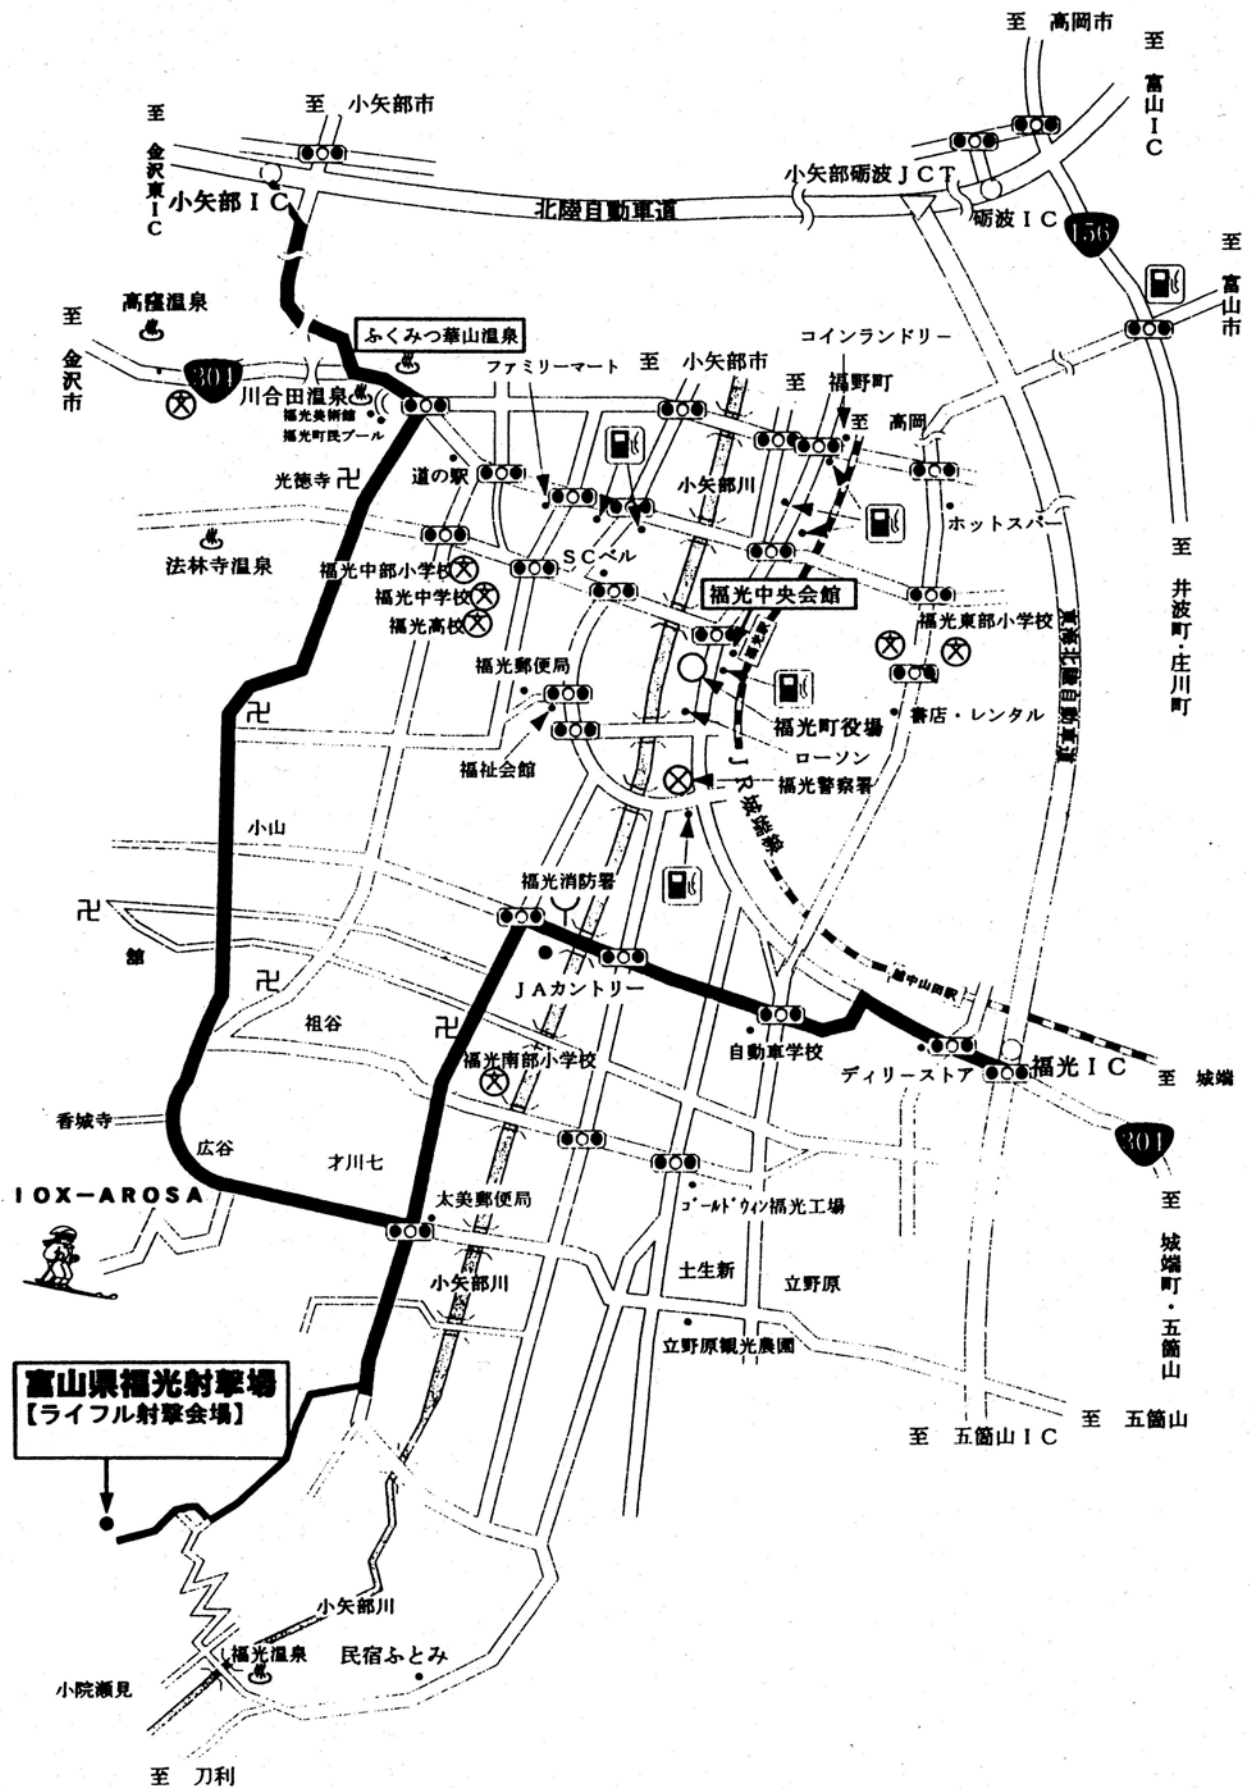 至 高岡市
至 富山IC
至 小矢部市
至 金沢東IC
小矢部IC
北陸自動車道
小矢部砺波JCT
砺波IC
156
至 富山市
高窪温泉
至 金沢市
304
ふくみつ華山温泉
川合田温泉
福光美術館
福光町民プール
ファミリーマート
至 小矢部市
コインランドリー
至 福野町
至 高岡
光徳寺
道の駅
小矢部川
ホットスパー
法林寺温泉
福光中部小学校
福光中学校
福光高校
SCベル
福光中央会館
福光駅
福光東部小学校
至 井波町・庄川町
東海北陸自動車道
福光郵便局
福光町役場
書店・レンタル
福祉会館
ローソン
福光警察署
JR城端線
小山
福光消防署
舘
JAカントリー
越中山田駅
祖谷
自動車学校
福光南部小学校
ディリーストア
福光IC
至 城端
304
香城寺
広谷
才川七
IOX-AROSA
太美郵便局
ゴールドウィン福光工場
至 城端町・五箇山
小矢部川
土生新
立野原
立野原観光農園
富山県福光射撃場
【ライフル射撃会場】
至 五箇山
至 五箇山IC
小矢部川
福光温泉
民宿ふとみ
小院瀬見
至 刀利